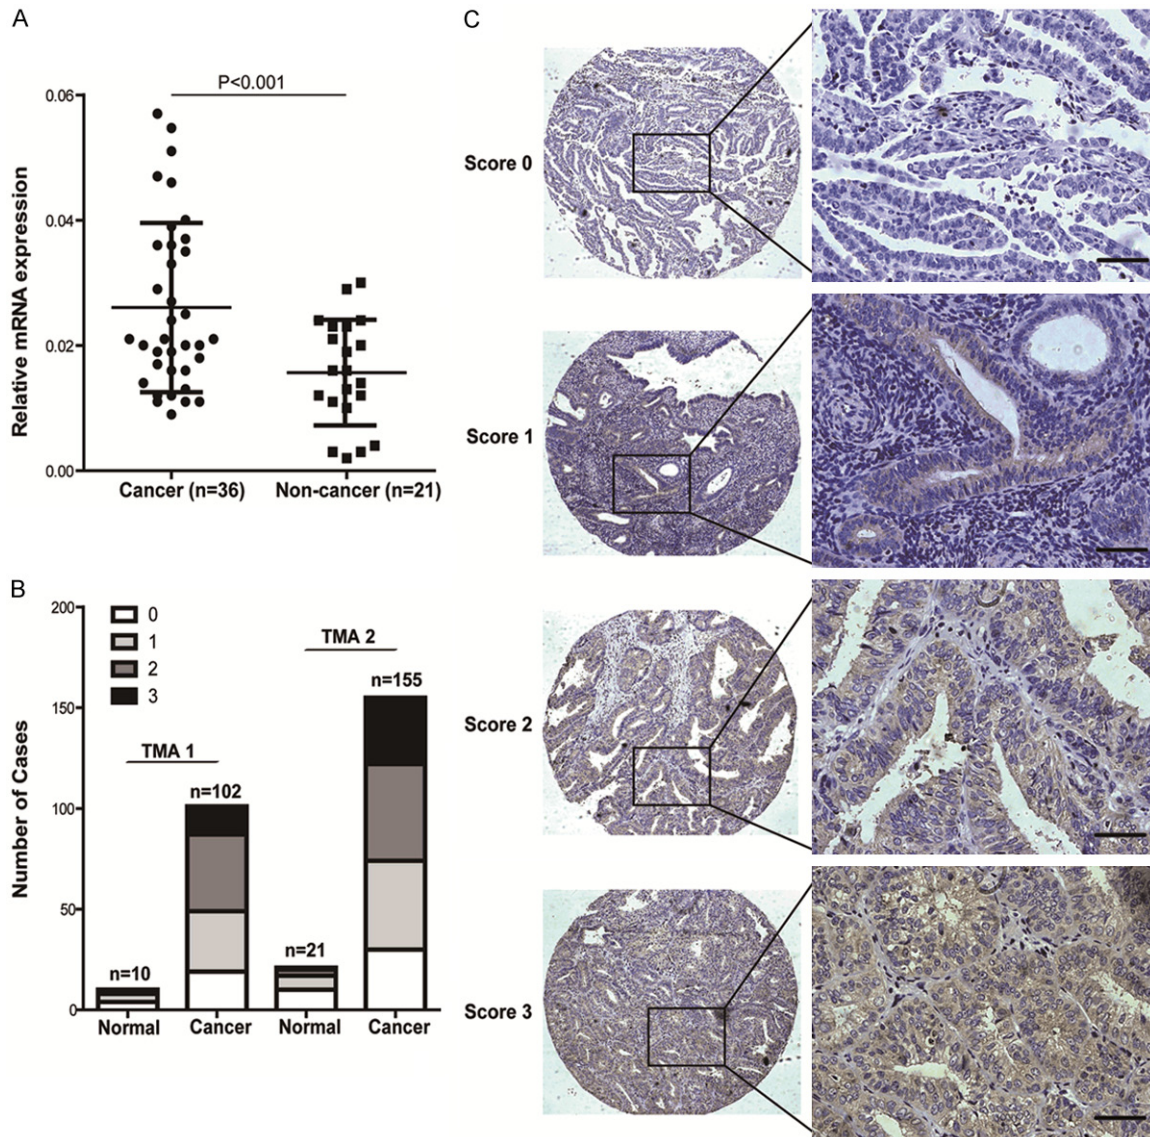 A
P<0.001
0.06
0.04
0.02
0.00
Relative mRNA expression
Cancer (n=36)
Non-cancer (n=21)
B
200
150
100
50
0
Number of Cases
0
1
2
3
TMA 1
TMA 2
n=10
n=102
n=21
n=155
Normal
Cancer
Normal
Cancer
C
Score 0
Score 1
Score 2
Score 3